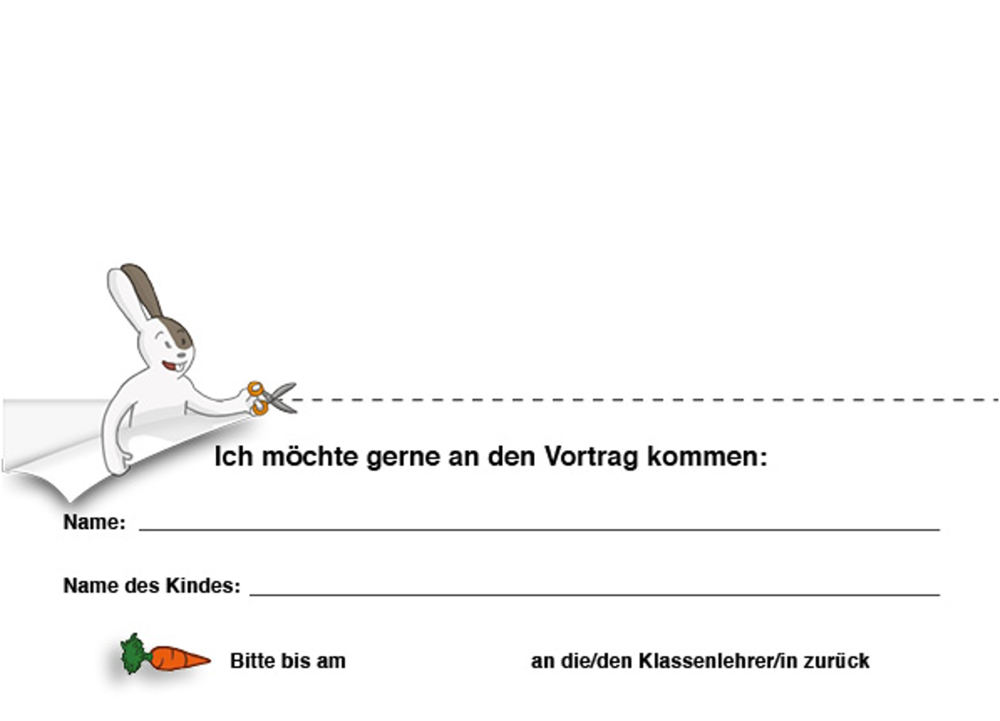 Ich möchte gerne an den Vortrag kommen:
Name:
Name des Kindes:
Bitte bis am an die/den Klassenlehrer/in zurück